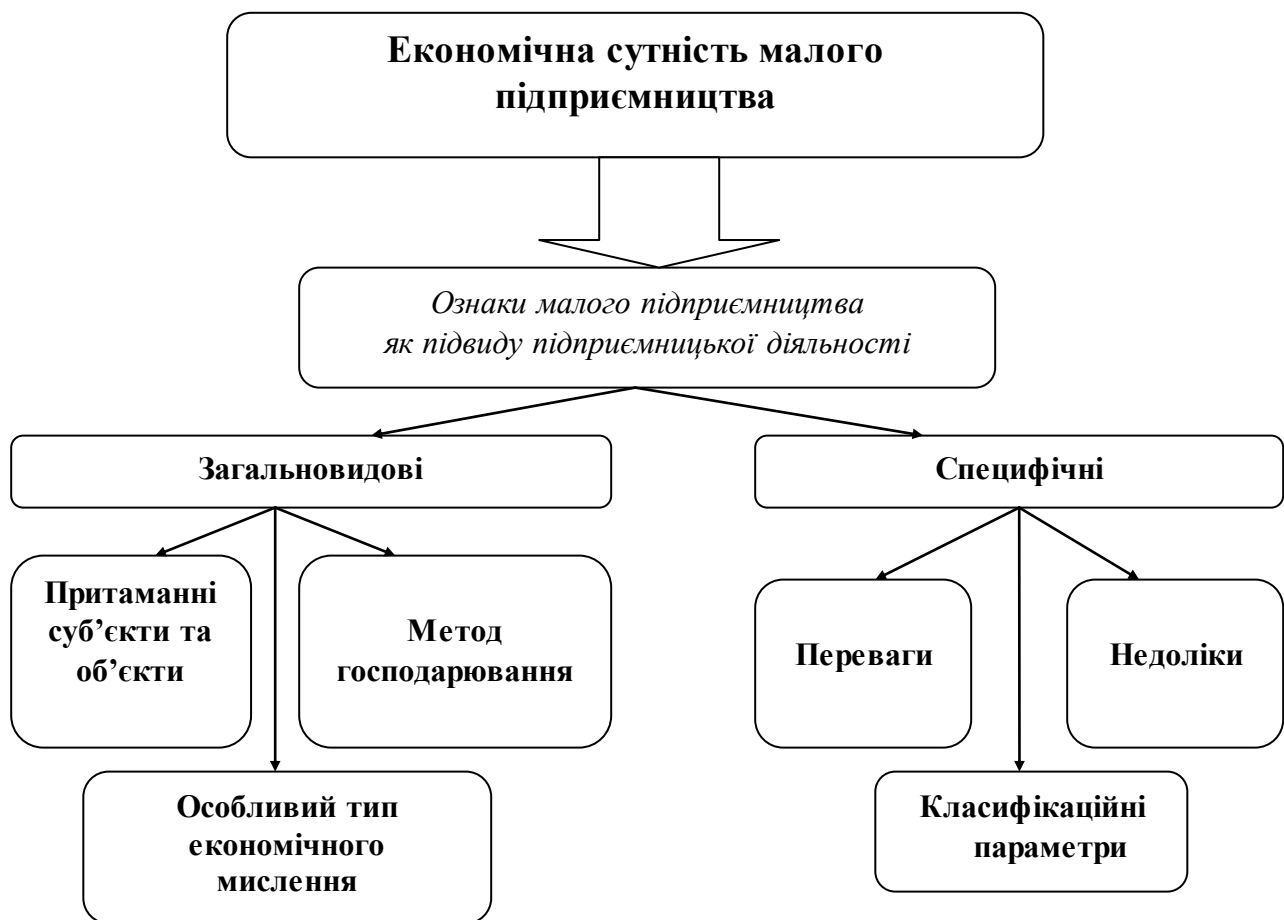 Економічна сутність малого
підприємництва
Ознаки малого підприємництва
як підвиду підприємницької діяльності
Загальновидові
Специфічні
Притаманні
суб’єкти та
об’єкти
Метод
господарювання
Переваги
Недоліки
Особливий тип
економічного
мислення
Класифікаційні
параметри